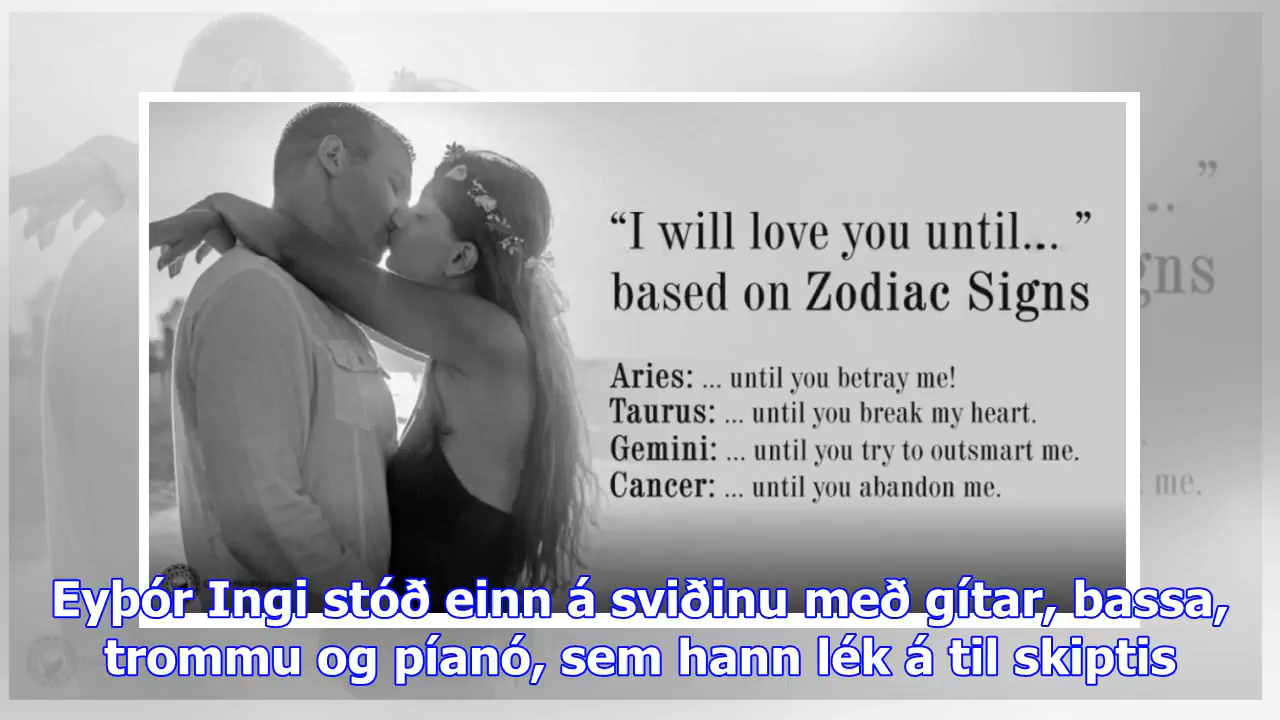 “I will love you until... ”
based on Zodiac Signs
Aries: ... until you betray me!
Taurus: ... until you break my heart.
Gemini: ... until you try to outsmart me.
Cancer: ... until you abandon me.
Eyþór Ingi stóð einn á sviðinu með gítar, bassa,
trommu og píanó, sem hann lék á til skiptis